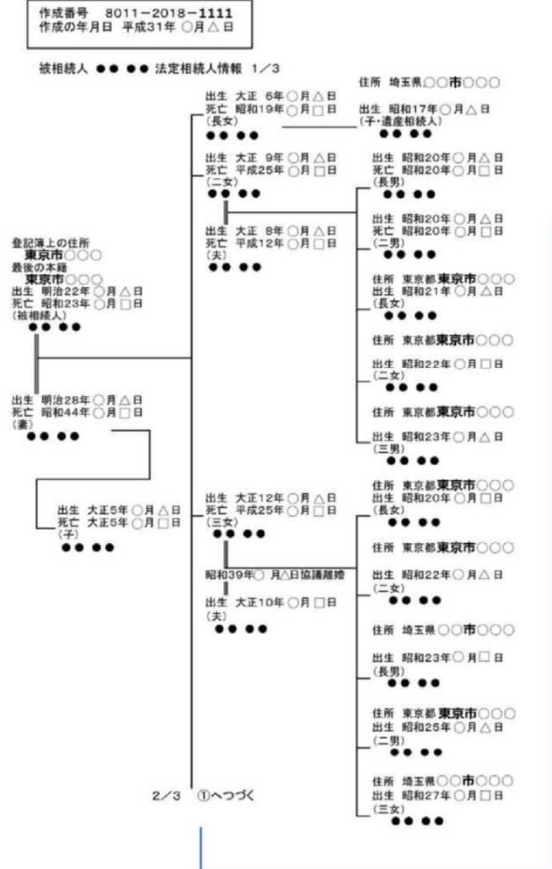 作成番号 8011-2018-1111
作成の年月日 平成31年 ○月△日
被相続人 ●● ●● 法定相続人情報 1/3
登記簿上の住所
東京市○○○
最後の本籍
東京市○○○
出生 明治22年○月△日
死亡 昭和23年○月□日
(被相続人)
●● ●●
出生 明治28年○月△日
死亡 昭和44年○月□日
(妻)
●● ●●
出生 大正5年 ○月△日
死亡 大正5年 ○月□日
(子)
●● ●●
出生 大正 6年○月△日
死亡 昭和19年○月□日
(長女)
●● ●●
住所 埼玉県○○市○○○
出生 昭和17年○月△日
(子・遺産相続人)
●● ●●
出生 大正 9年○月△日
死亡 平成25年○月□日
(二女)
●● ●●
出生 大正 8年○月△日
死亡 平成12年○月□日
(夫)
●● ●●
出生 昭和20年○月△日
死亡 昭和20年○月□日
(長男)
●● ●●
出生 昭和20年○月△日
死亡 昭和20年○月□日
(二男)
●● ●●
住所 東京都東京市○○○
出生 昭和21年○月△日
(長女)
●● ●●
住所 東京都東京市○○○
出生 昭和22年○月□日
(二女)
●● ●●
住所 東京都東京市○○○
出生 昭和23年○月△日
(三男)
●● ●●
出生 大正12年○月△日
死亡 平成25年○月□日
(三女)
●● ●●
昭和39年○ 月△日協議離婚
出生 大正10年○月□日
(夫)
●● ●●
住所 東京都東京市○○○
出生 昭和20年○月□日
(長女)
●● ●●
住所 東京都東京市○○○
出生 昭和22年○月△日
(二女)
●● ●●
住所 埼玉県○○市○○○
出生 昭和23年○月□日
(長男)
●● ●●
住所 東京都東京市○○○
出生 昭和25年○月△日
(二男)
●● ●●
住所 埼玉県○○市○○○
出生 昭和27年○月□日
(三女)
●● ●●
2/3 ①へつづく